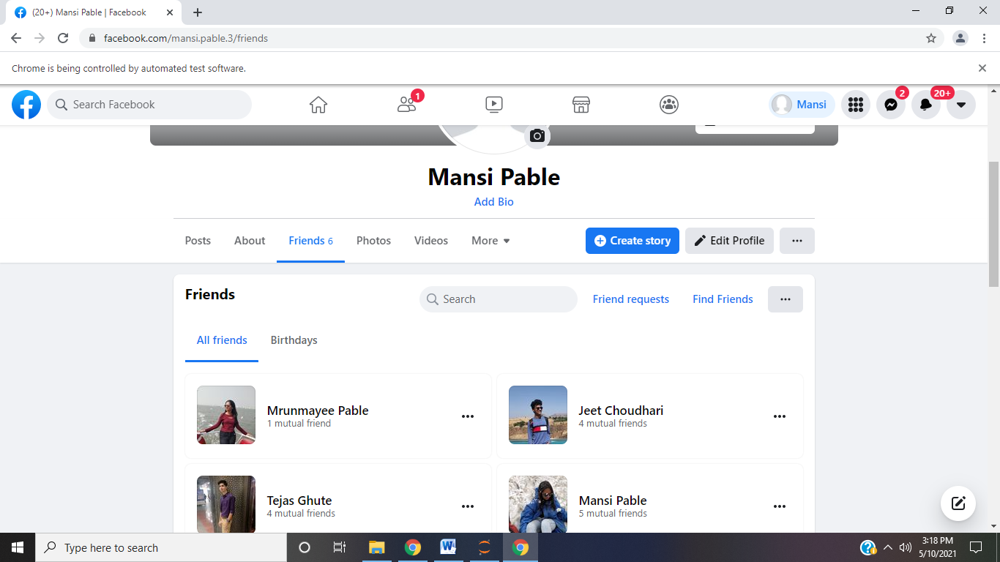 (20+) Mansi Pable | Facebook
facebook.com/mansi.pable.3/friends
Chrome is being controlled by automated test software.
Search Facebook
1
Mansi
2
20+
Mansi Pable
Add Bio
Posts About Friends 6 Photos Videos More Create story Edit Profile
Friends
Search
Friend requests
Find Friends
All friends Birthdays
Mrunmayee Pable
1 mutual friend
Jeet Choudhari
4 mutual friends
Tejas Ghute
4 mutual friends
Mansi Pable
5 mutual friends
Type here to search
3:18 PM
5/10/2021